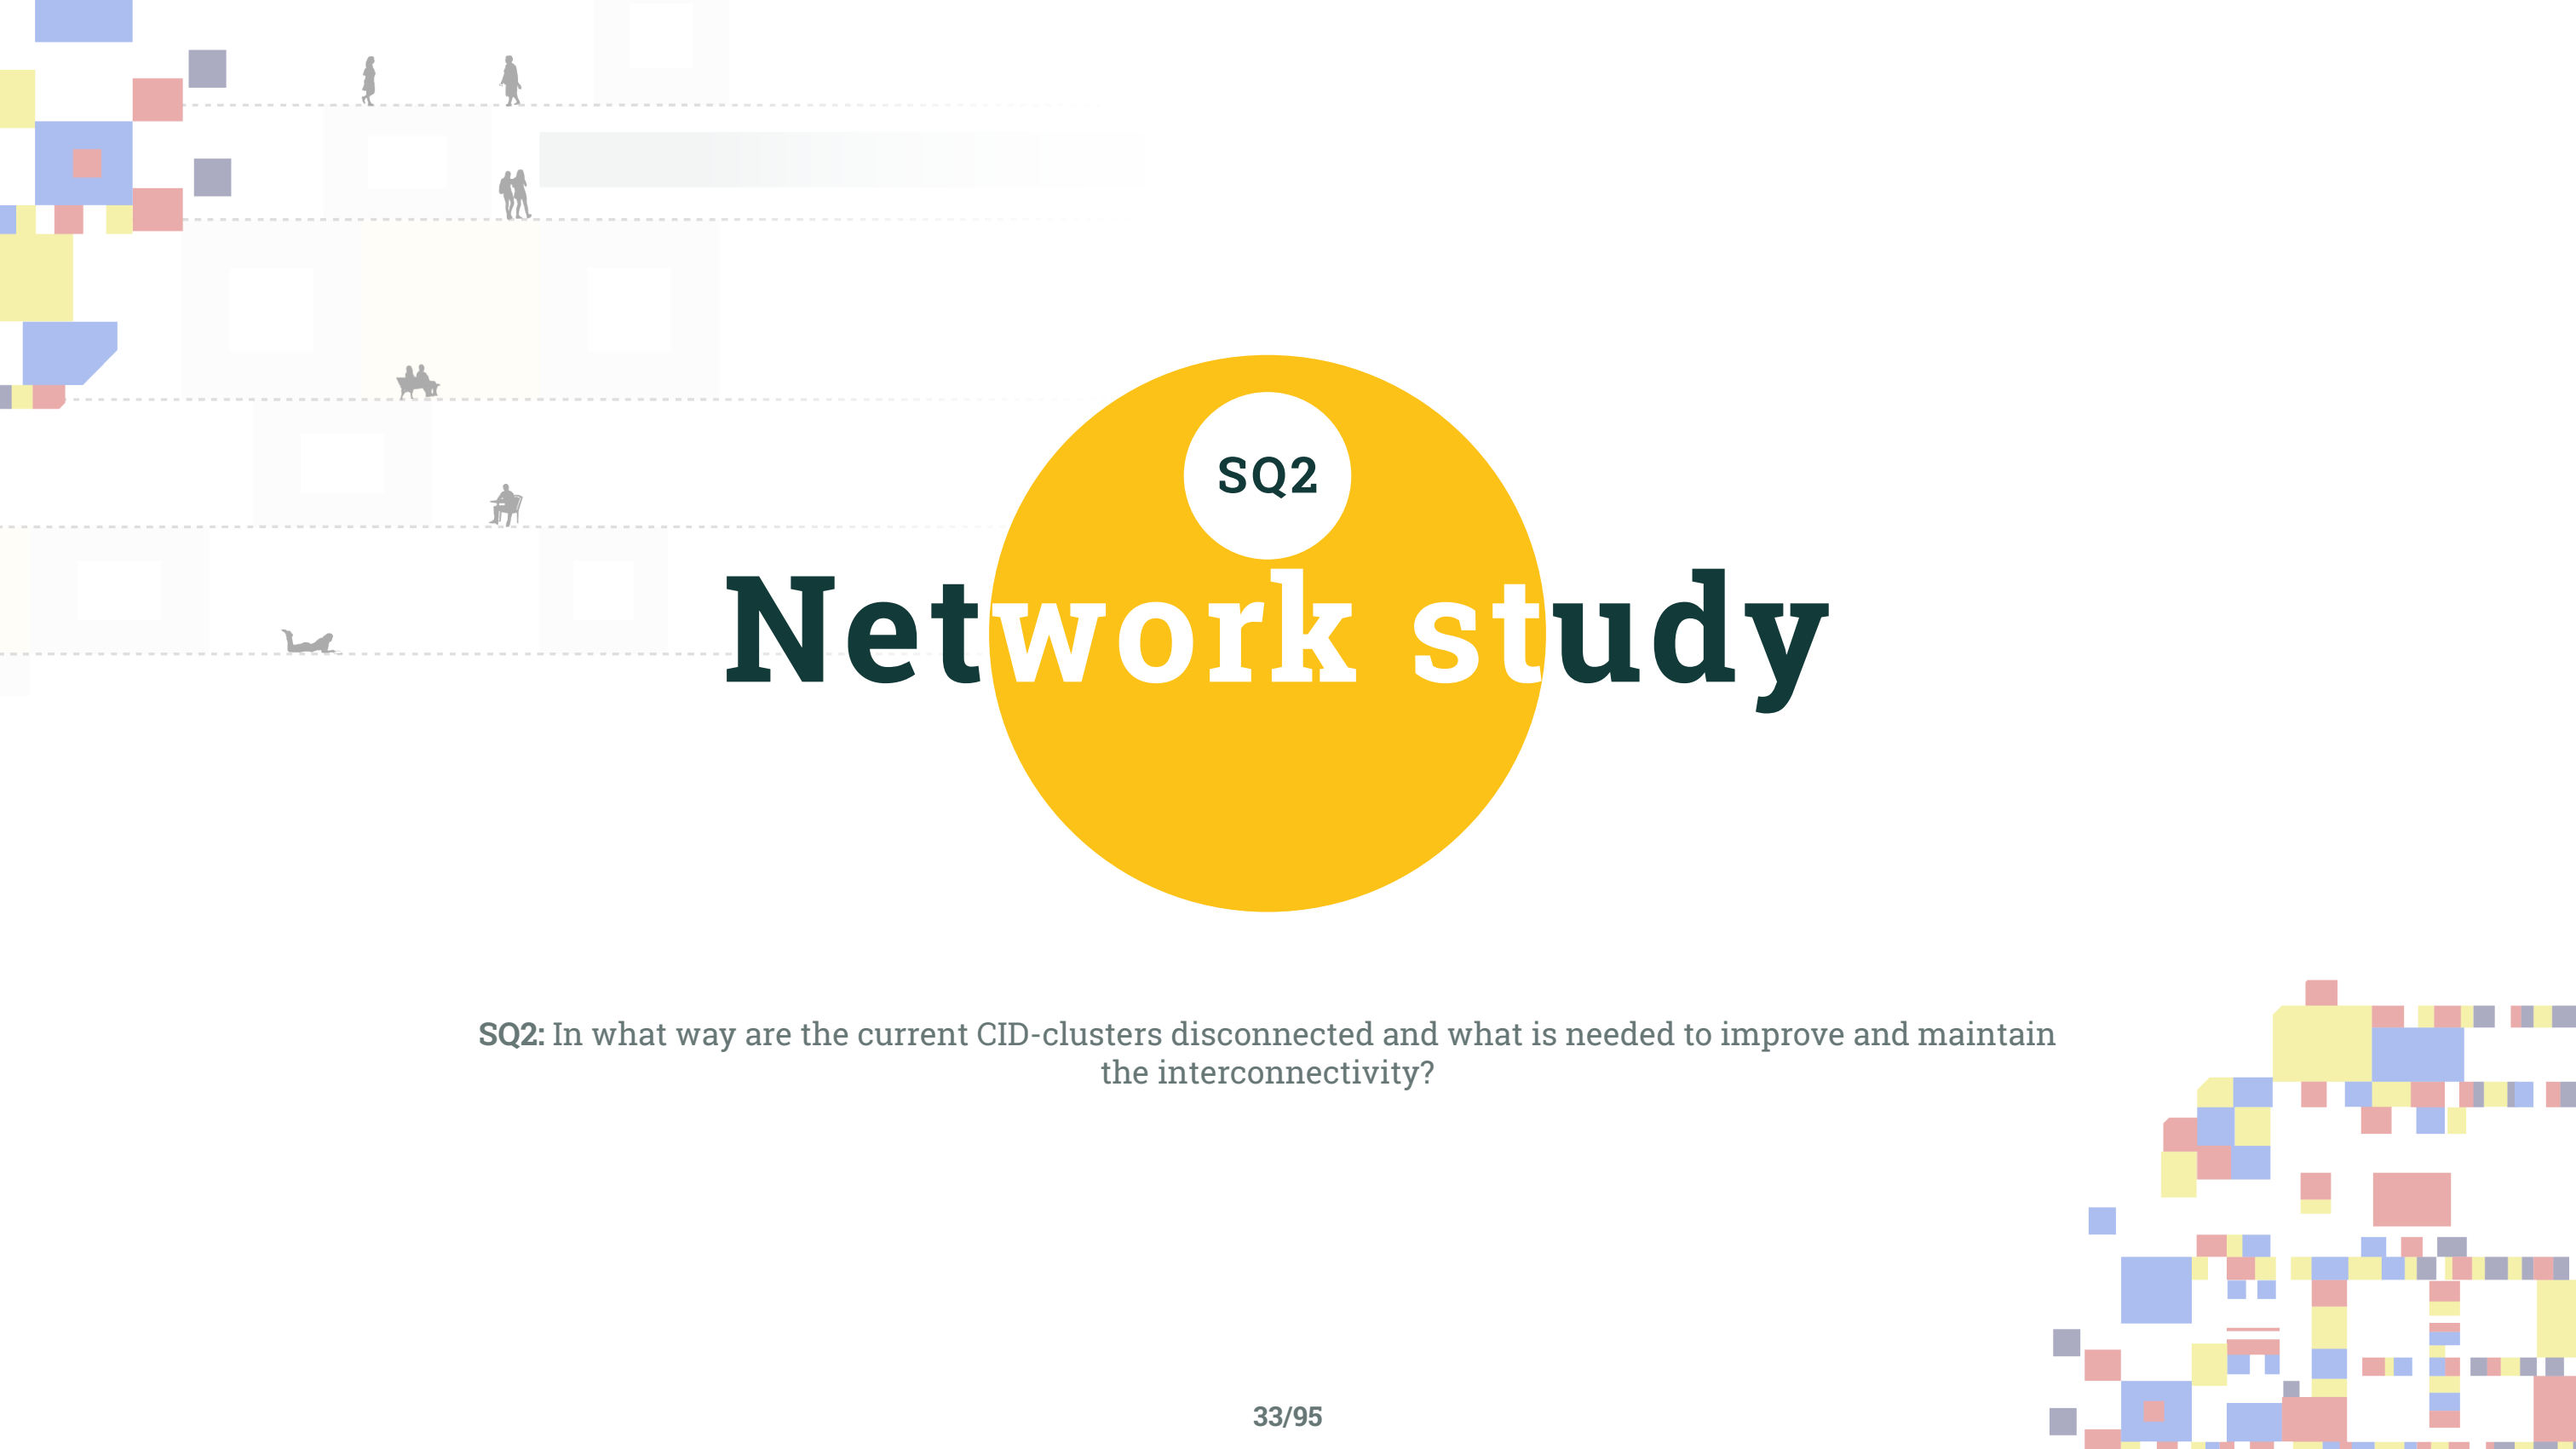 SQ2
Network study
SQ2: In what way are the current CID-clusters disconnected and what is needed to improve and maintain
the interconnectivity?
33/95